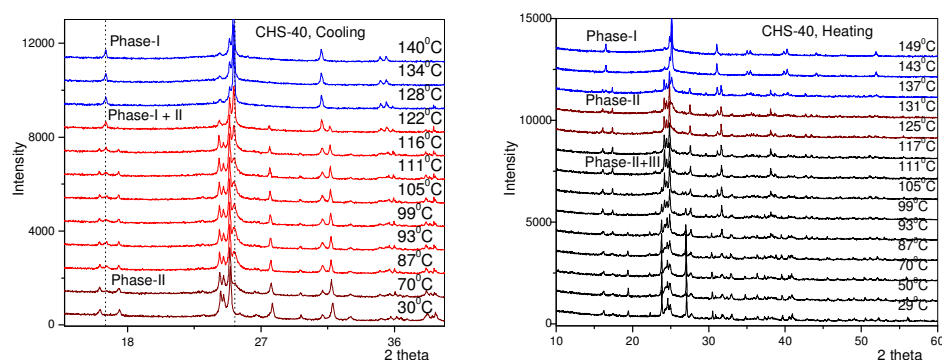 CHS-40, Cooling
Phase-I
140⁰C
134⁰C
128⁰C
Phase-I + II
122⁰C
116⁰C
111⁰C
105⁰C
99⁰C
93⁰C
87⁰C
Phase-II
70⁰C
30⁰C
12000
8000
4000
0
Intensity
18
27
36
2 theta
CHS-40, Heating
Phase-I
149⁰C
143⁰C
137⁰C
Phase-II
131⁰C
125⁰C
117⁰C
Phase-II+III
111⁰C
105⁰C
99⁰C
93⁰C
87⁰C
70⁰C
50⁰C
29⁰C
15000
10000
5000
0
Intensity
10
20
30
40
50
60
2 theta